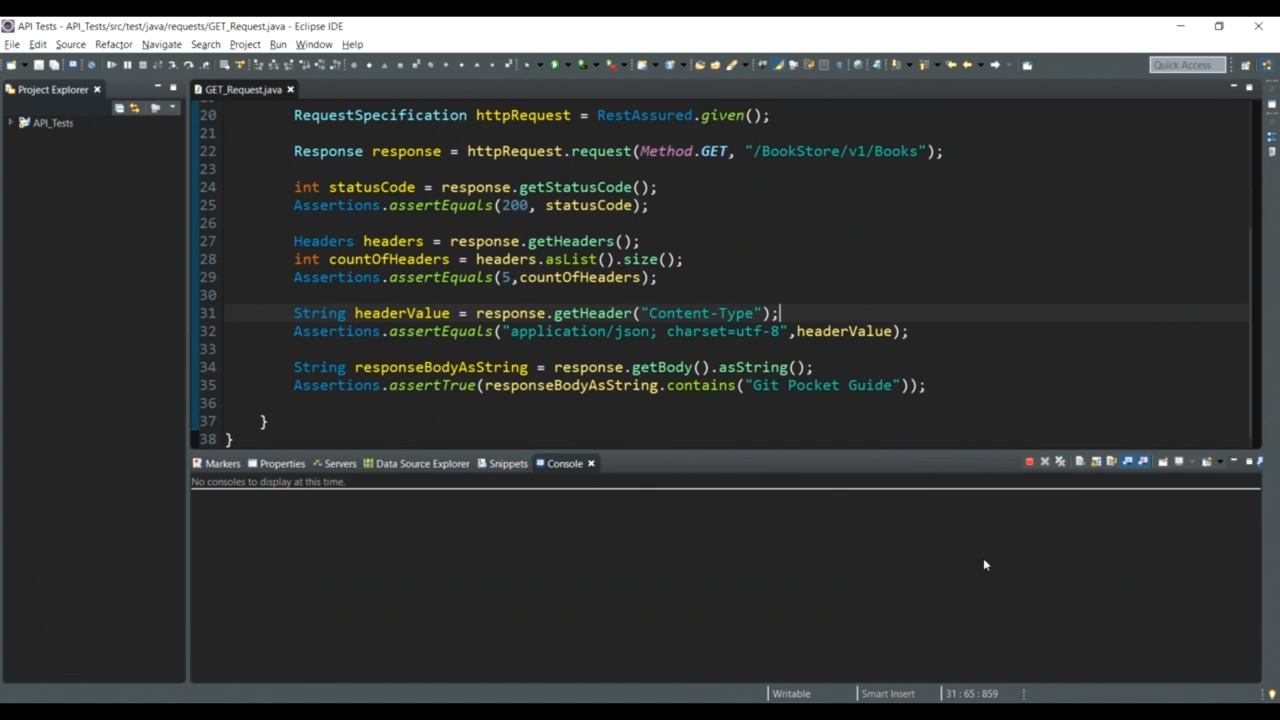 API Tests - API_Tests/src/test/java/requests/GET_Request.java - Eclipse IDE
File Edit Source Refactor Navigate Search Project Run Window Help
Quick Access
Project Explorer
GET_Request.java
API_Tests
20 RequestSpecification httpRequest = RestAssured.given();
21
22 Response response = httpRequest.request(Method.GET, "/BookStore/v1/Books");
23
24 int statusCode = response.getStatusCode();
25 Assertions.assertEquals(200, statusCode);
26
27 Headers headers = response.getHeaders();
28 int countOfHeaders = headers.asList().size();
29 Assertions.assertEquals(5,countOfHeaders);
30
31 String headerValue = response.getHeader("Content-Type");
32 Assertions.assertEquals("application/json; charset=utf-8",headerValue);
33
34 String responseBodyAsString = response.getBody().asString();
35 Assertions.assertTrue(responseBodyAsString.contains("Git Pocket Guide"));
36
37 }
38 }
Markers Properties Servers Data Source Explorer Snippets Console
No consoles to display at this time.
Writable Smart Insert 31 : 65 : 859